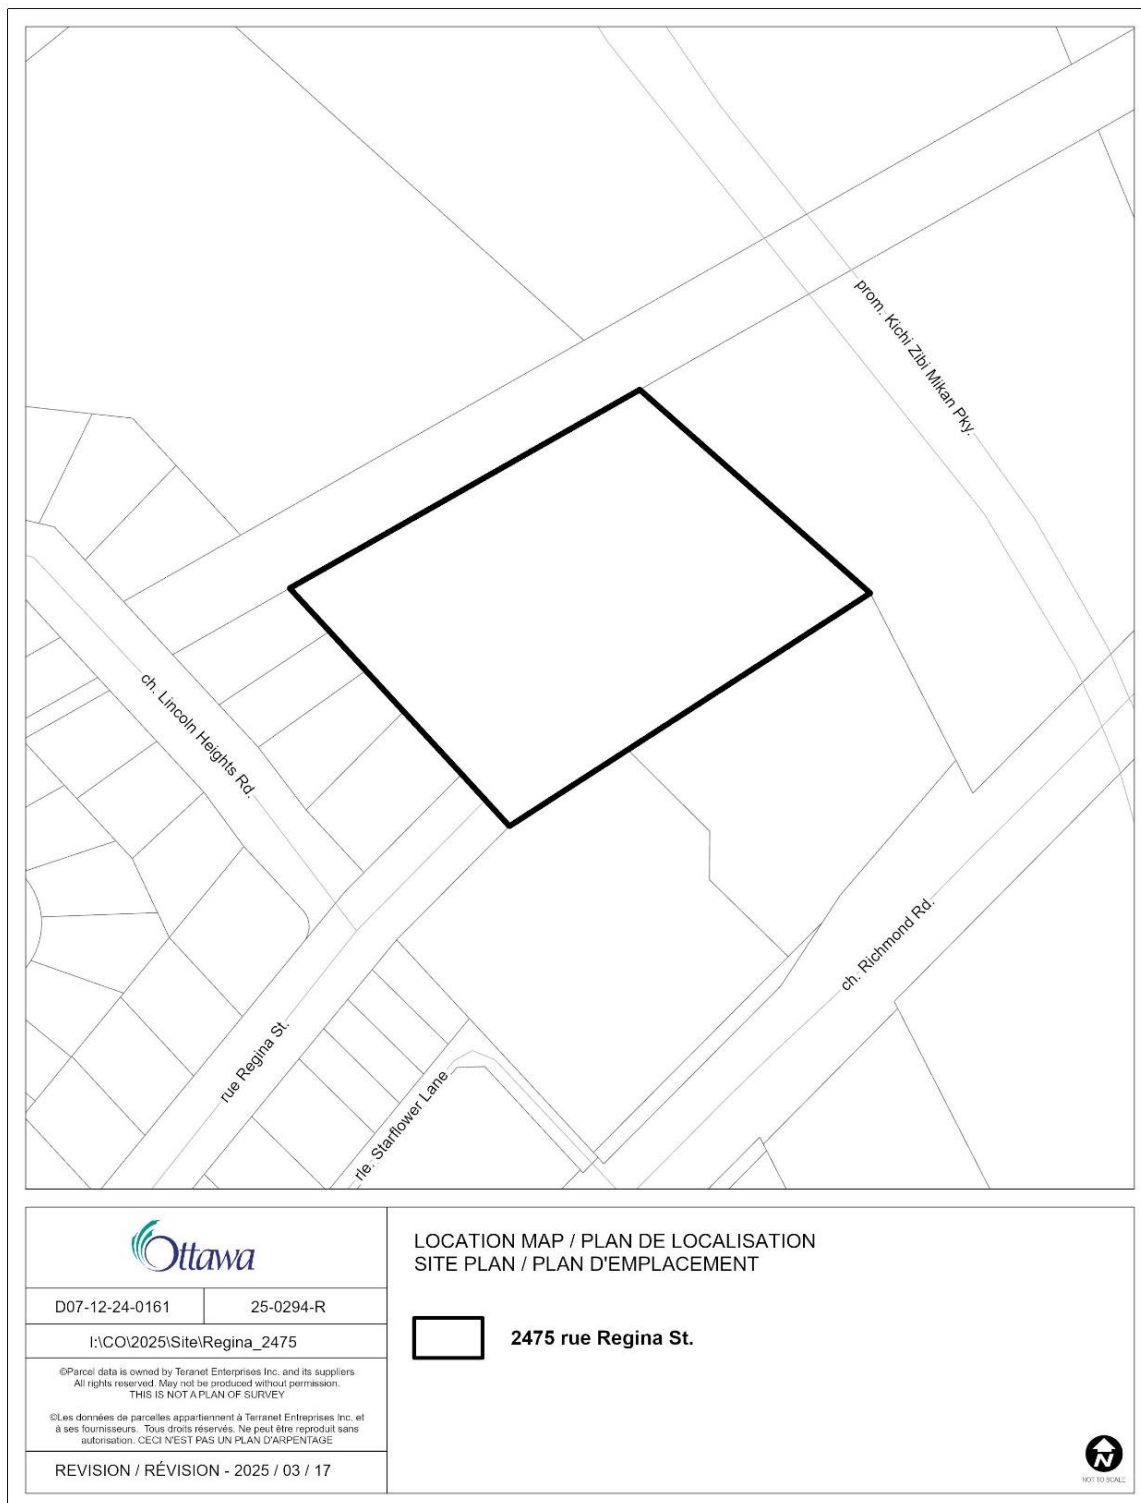 prom. Kichi Zibi Mikan Pky.
ch. Lincoln Heights Rd.
ch. Richmond Rd.
rue Regina St.
rle. Starflower Lane
Ottawa
D07-12-24-0161
25-0294-R
I:\CO\2025\Site\Regina_2475
©Parcel data is owned by Teranet Enterprises Inc. and its suppliers
All rights reserved. May not be produced without permission.
THIS IS NOT A PLAN OF SURVEY
©Les données de parcelles appartiennent à Terranet Entreprises Inc. et
à ses fournisseurs. Tous droits réservés. Ne peut être reproduit sans
autorisation. CECI N'EST PAS UN PLAN D'ARPENTAGE
REVISION / RÉVISION - 2025 / 03 / 17
LOCATION MAP / PLAN DE LOCALISATION
SITE PLAN / PLAN D'EMPLACEMENT
2475 rue Regina St.
N
NOT TO SCALE